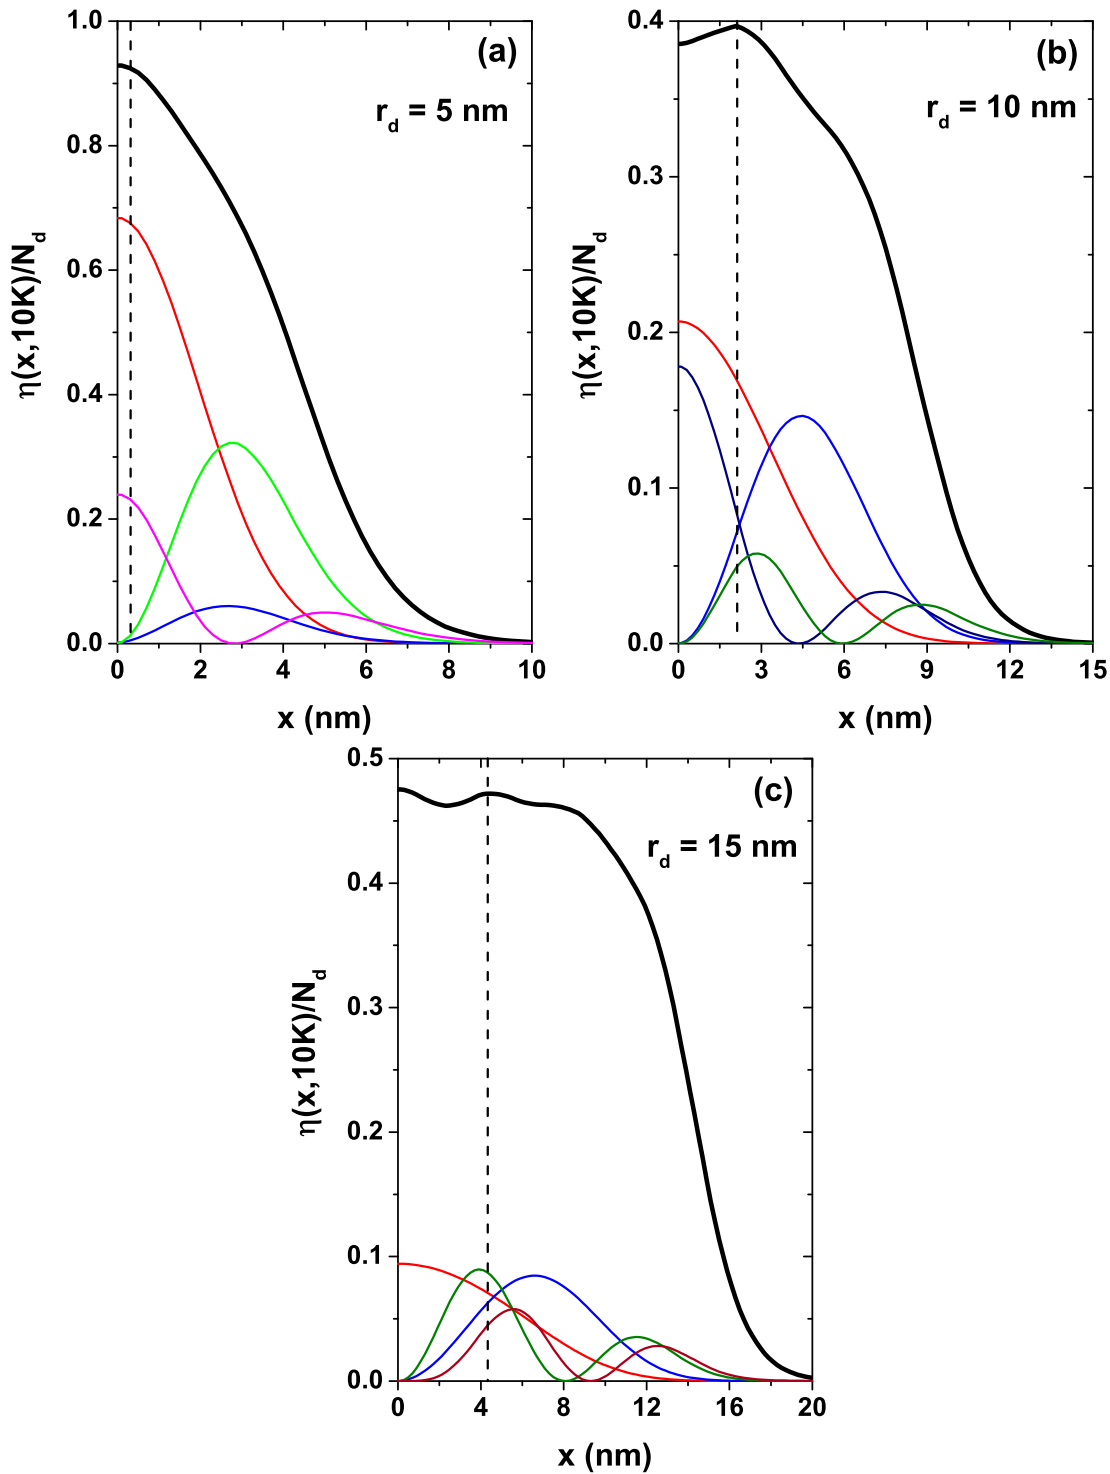 (a)
r_d = 5 nm
η(x,10K)/N_d
1.0
0.8
0.6
0.4
0.2
0.0
0 2 4 6 8 10
x (nm)
(b)
r_d = 10 nm
η(x,10K)/N_d
0.4
0.3
0.2
0.1
0.0
0 3 6 9 12 15
x (nm)
(c)
r_d = 15 nm
η(x,10K)/N_d
0.5
0.4
0.3
0.2
0.1
0.0
0 4 8 12 16 20
x (nm)